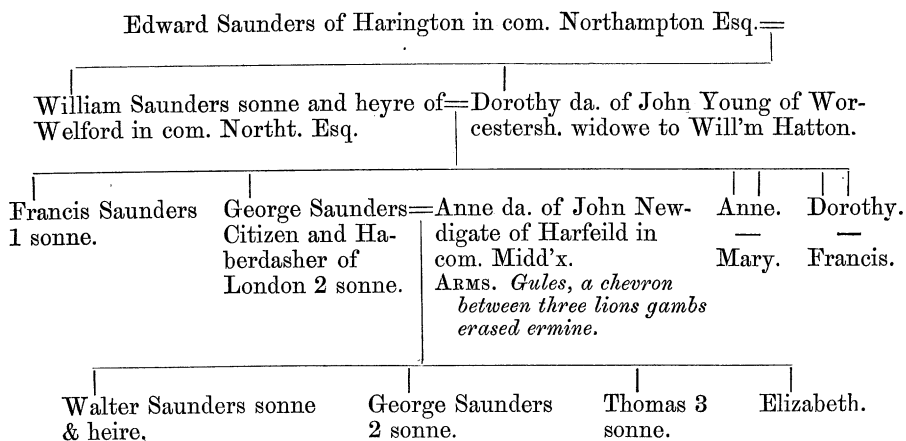 Edward Saunders of Harington in com. Northampton Esq.=
William Saunders sonne and heyre of=Dorothy da. of John Young of Wor-
Welford in com. Northt. Esq. cestersh. widowe to Will'm Hatton.
Francis Saunders
1 sonne.
George Saunders=Anne da. of John New-
Citizen and Ha-
berdasher of
London 2 sonne.
digate of Harfeild in
com. Midd'x.
ARMS. Gules, a chevron
between three lions gambs
erased ermine.
Anne.
—
Mary.
Dorothy.
—
Francis.
Walter Saunders sonne
& heire.
George Saunders
2 sonne.
Thomas 3
sonne.
Elizabeth.